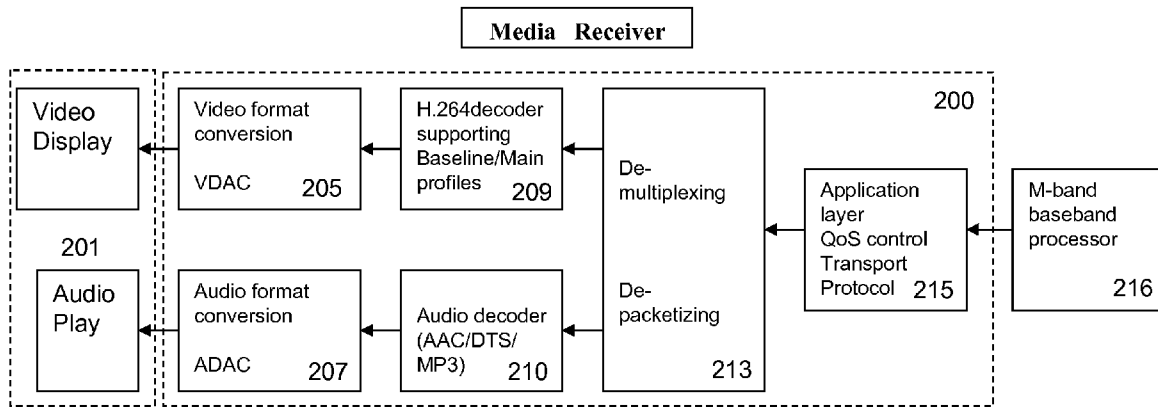 Media Receiver
Video
Display
201
Audio
Play
Video format
conversion
VDAC
205
Audio format
conversion
ADAC
207
H.264decoder
supporting
Baseline/Main
profiles
209
Audio decoder
(AAC/DTS/
MP3)
210
De-
multiplexing
De-
packetizing
213
200
Application
layer
QoS control
Transport
Protocol
215
M-band
baseband
processor
216